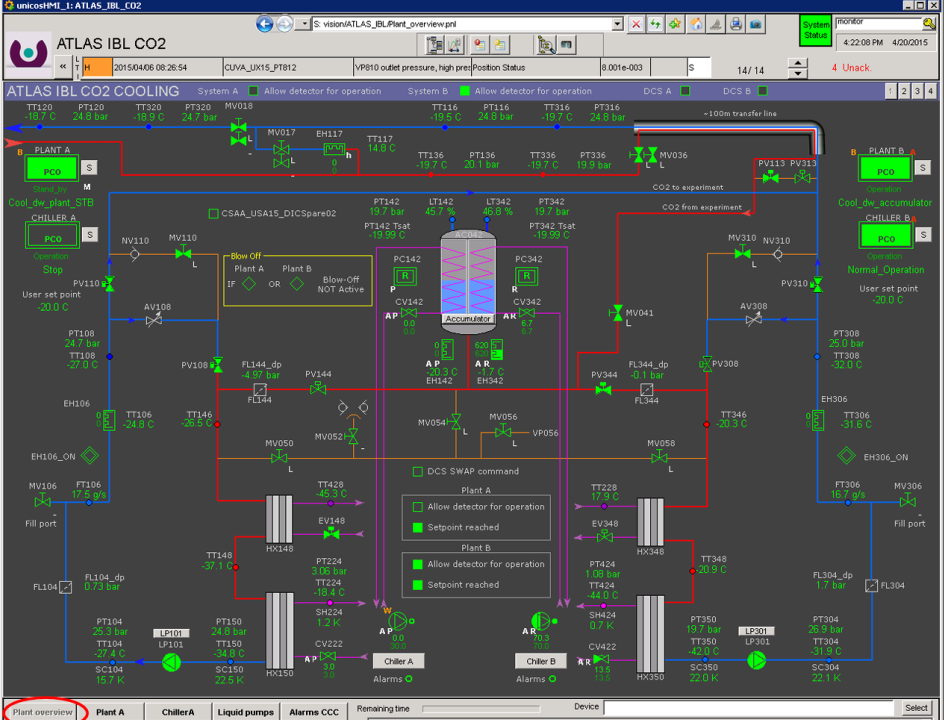 unicosHMI_1: ATLAS_IBL_CO2
S: vision/ATLAS_IBL/Plant_overview.pnl
System Status
monitor
4:22:08 PM 4/20/2015
ATLAS IBL CO2
H 2015/04/06 08:26:54 CUVA_UX15_PT812 VP810 outlet pressure, high pres Position Status 8.001e-003 S
14/ 14
4 Unack.
ATLAS IBL CO2 COOLING System A Allow detector for operation System B Allow detector for operation DCS A DCS B 1 2 3 4
TT120 PT120 TT320 PX320 MV018 TT116 PT116 TT316 PT316
-18.7 C 24.8 bar -18.9 C 24.7 bar -19.5 C 24.8 bar -19.7 C 24.8 bar
~100m transfer line
MV017 EH117 TT117
14.8 C
L
h
0
TT136 PT136 TT336 PT336 MV036
-19.7 C 20.1 bar -19.7 C 19.9 bar
PLANT A
B
PCO S
Stand_by M
Cool_dw_plant_STB
CHILLER A
PCO S
Operation
Stop
User set point
-20.0 C
PV113 PV313
CO2 to experiment
CO2 from experiment
PLANT B
B A
PCO S
Operation
Cool_dw_accumulator
CHILLER B A
PCO S
Operation
Normal_Operation
User set point
-20.0 C
CSAA_USA15_DICSpare02
PT142 LT142 LT342 PT342
19.7 bar 45.7 % 46.8 % 19.7 bar
PT142 Tsat PT342 Tsat
-19.99 C -19.99 C
AC042
Accumulator
NV110 MV110 L
MV310 NV310 L
Blow Off
Plant A Plant B
IF OR Blow-Off NOT Active
PC142 R P
PC342 R R
PV110 PV310
AV108 AV308
CV142 CV342
A P 0.0 0.0
A R 6.7 6.7
MV041 L
PT108
24.7 bar
TT108
-27.0 C
PT308
25.0 bar
TT308
-32.0 C
PV108 PV308
FL144_dp
-4.97 bar
FL144
PV144
0 0 A P
-20.3 C
EH142
620 620 A R
-1.7 C
EH342
FL344_dp
-0.1 bar
PV344
FL344
EH106 TT106
-24.8 C
TT146
-26.5 C
MV052
MV054 L
MV056 L
VP056
TT346
-20.3 C
EH306
TT306
-31.6 C
MV050 L
MV058 L
EH106_ON
EH306_ON
DCS SWAP command
MV106 FT106
17.5 g/s
Fill port
FT306 MV306
16.7 g/s
Fill port
TT428
-45.3 C
EV148
HX148
Plant A
Allow detector for operation
Setpoint reached
Plant B
Allow detector for operation
Setpoint reached
TT228
17.9 C
EV348
HX348
TT148
-37.1 C
PT224
3.06 bar
TT224
-18.4 C
SH224
1.2 K
PT424
1.08 bar
TT424
-44.0 C
SH424
0.7 K
TT348
-20.9 C
FL104 FL104_dp
0.73 bar
FL304_dp FL304
1.7 bar
PT104
25.3 bar
TT104
-27.4 C
SC104
15.7 K
LP101
LP101
PT150
24.8 bar
TT150
-34.8 C
SC150
22.5 K
HX150
CV222
A P 3.0 3.0
W
A P 0.0 30.0
Chiller A
Alarms
A R 70.3 70.3
Chiller B
Alarms
CV422
A R 13.5 13.5
HX350
PT350
19.7 bar
TT350
-42.0 C
SC350
22.0 K
LP301
LP301
PT304
26.9 bar
TT304
-31.9 C
SC304
22.1 K
Plant overview Plant A ChillerA Liquid pumps Alarms CCC Remaining time Device Select